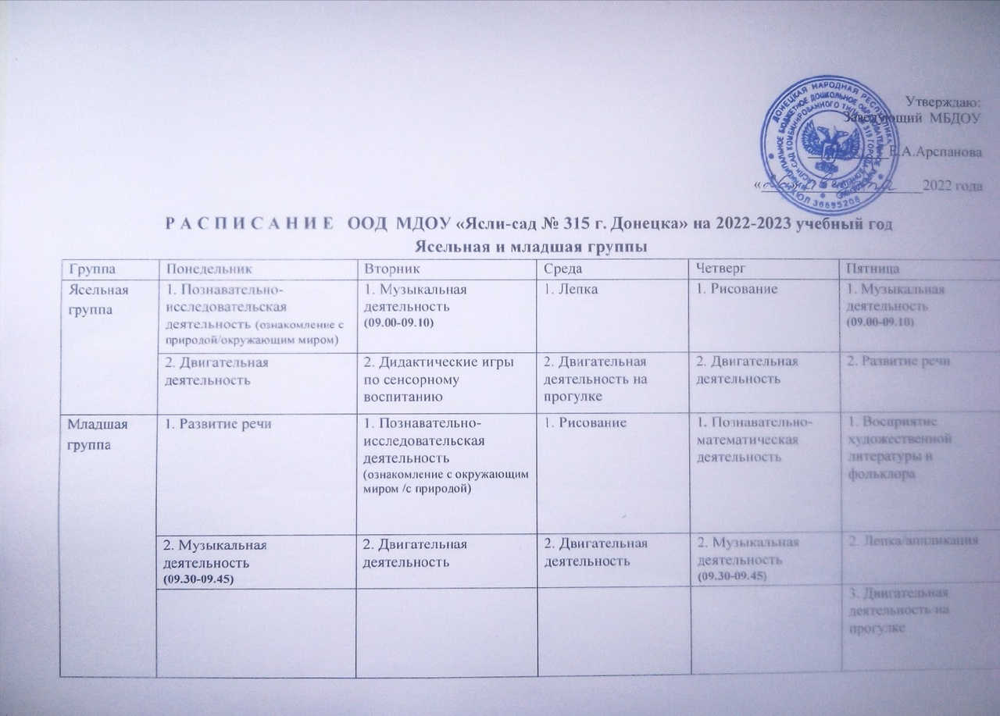 Утверждаю:
Заведующий МБДОУ
Е.А.Арспанова
2022 года
ДОНЕЦКАЯ НАРОДНАЯ РЕСПУБЛИКА
36695208
Р А С П И С А Н И Е ООД МДОУ «Ясли-сад № 315 г. Донецка» на 2022-2023 учебный год
Ясельная и младшая группы
Группа Понедельник Вторник Среда Четверг Пятница
Ясельная группа
1. Познавательно-
исследовательская
деятельность (ознакомление с
природой/окружающим миром)
1. Музыкальная
деятельность
(09.00-09.10)
1. Лепка
1. Рисование
1. Музыкальная
деятельность
(09.00-09.10)
2. Двигательная
деятельность
2. Дидактические игры
по сенсорному
воспитанию
2. Двигательная
деятельность на
прогулке
2. Двигательная
деятельность
2. Развитие речи
Младшая
группа
1. Развитие речи
1. Познавательно-
исследовательская
деятельность
(ознакомление с окружающим
миром /с природой)
1. Рисование
1. Познавательно-
математическая
деятельность
1. Восприятие
художественной
литературы и
фольклора
2. Музыкальная
деятельность
(09.30-09.45)
2. Двигательная
деятельность
2. Двигательная
деятельность
2. Музыкальная
деятельность
(09.30-09.45)
2. Лепка/аппликация
3. Двигательная
деятельность на
прогулке